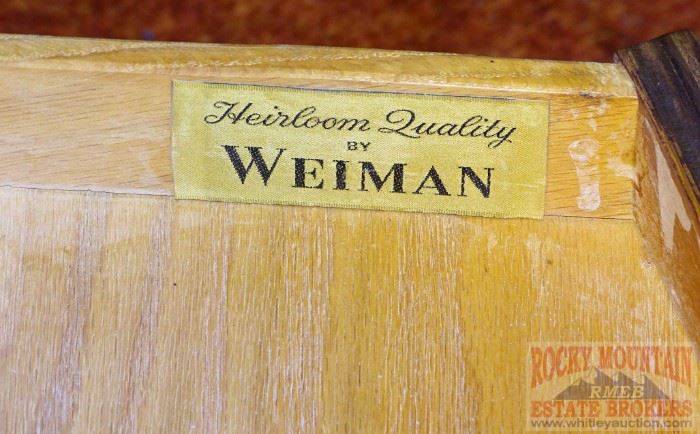 Heirloom Quality
BY
WEIMAN
ROCKY MOUNTAIN
RMEB
ESTATE BROKERS
www.whitleyauction.com